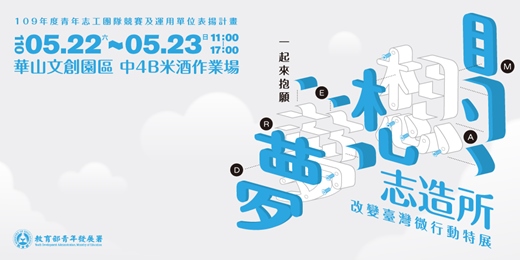 109年度青年志工團隊競賽及運用單位表揚計畫
110 05.22六~05.23日 11:00 17:00
華山文創園區 中4B米酒作業場
一起來抱願
夢想
D R E A M
志造所
改變臺灣微行動特展
教育部青年發展署